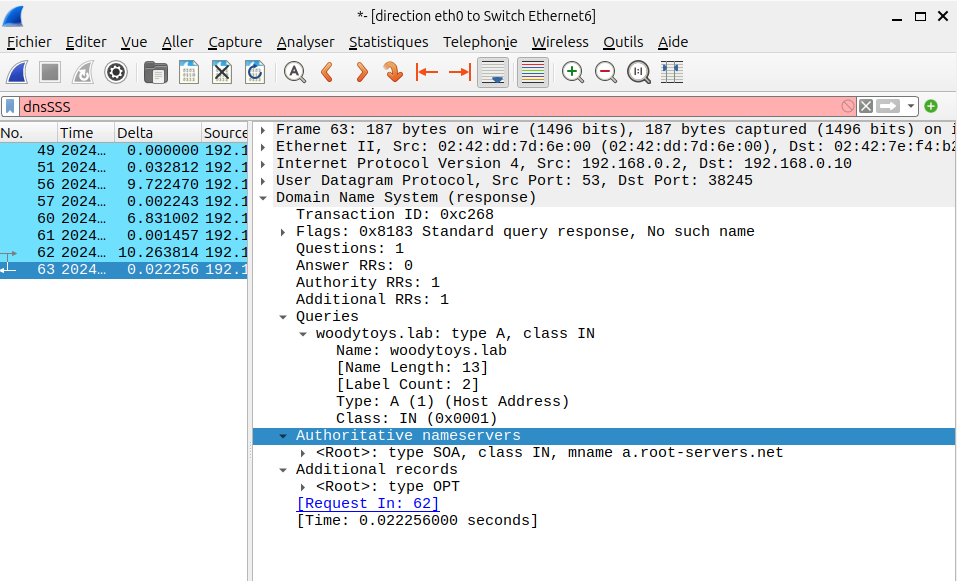 *- [direction eth0 to Switch Ethernet6]
Fichier Editer Vue Aller Capture Analyser Statistiques Telephonie Wireless Outils Aide
dnsSSS
No. Time Delta Source
49 2024… 0.000000 192.1
51 2024… 0.032812 192.1
56 2024… 9.722470 192.1
57 2024… 0.002243 192.1
60 2024… 6.831002 192.1
61 2024… 0.001457 192.1
62 2024… 10.263814 192.1
63 2024… 0.022256 192.1
Frame 63: 187 bytes on wire (1496 bits), 187 bytes captured (1496 bits) on i
Ethernet II, Src: 02:42:dd:7d:6e:00 (02:42:dd:7d:6e:00), Dst: 02:42:7e:f4:b2
Internet Protocol Version 4, Src: 192.168.0.2, Dst: 192.168.0.10
User Datagram Protocol, Src Port: 53, Dst Port: 38245
Domain Name System (response)
Transaction ID: 0xc268
Flags: 0x8183 Standard query response, No such name
Questions: 1
Answer RRs: 0
Authority RRs: 1
Additional RRs: 1
Queries
woodytoys.lab: type A, class IN
Name: woodytoys.lab
[Name Length: 13]
[Label Count: 2]
Type: A (1) (Host Address)
Class: IN (0x0001)
Authoritative nameservers
<Root>: type SOA, class IN, mname a.root-servers.net
Additional records
<Root>: type OPT
[Request In: 62]
[Time: 0.022256000 seconds]